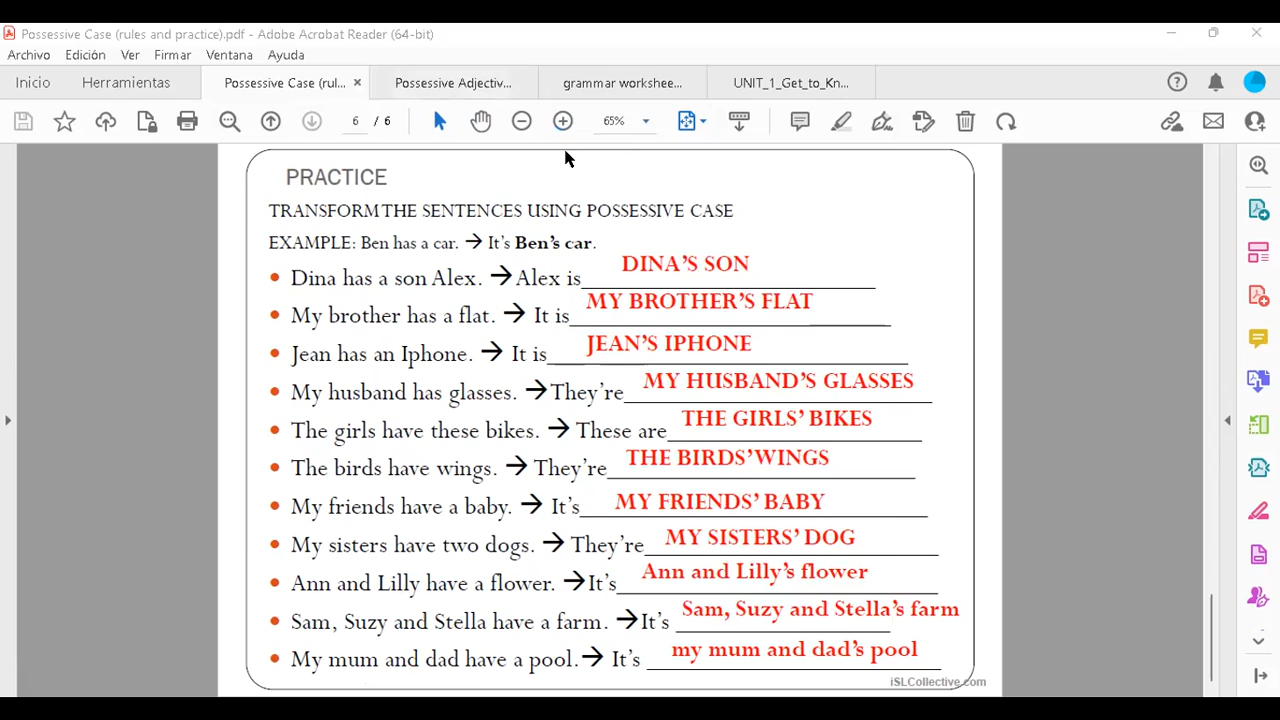 Possessive Case (rules and practice).pdf - Adobe Acrobat Reader (64-bit)
Archivo Edición Ver Firmar Ventana Ayuda
Inicio Herramientas Possessive Case (rul... × Possessive Adjectiv... grammar workshee... UNIT_1_Get_to_Kn...
6 / 6 65%
PRACTICE
TRANSFORM THE SENTENCES USING POSSESSIVE CASE
EXAMPLE: Ben has a car. → It's Ben's car.
• Dina has a son Alex. → Alex is DINA'S SON
• My brother has a flat. → It is MY BROTHER'S FLAT
• Jean has an Iphone. → It is JEAN'S IPHONE
• My husband has glasses. → They're MY HUSBAND'S GLASSES
• The girls have these bikes. → These are THE GIRLS' BIKES
• The birds have wings. → They're THE BIRDS'WINGS
• My friends have a baby. → It's MY FRIENDS' BABY
• My sisters have two dogs. → They're MY SISTERS' DOG
• Ann and Lilly have a flower. → It's Ann and Lilly's flower
• Sam, Suzy and Stella have a farm. → It's Sam, Suzy and Stella's farm
• My mum and dad have a pool. → It's my mum and dad's pool
iSLCollective.com